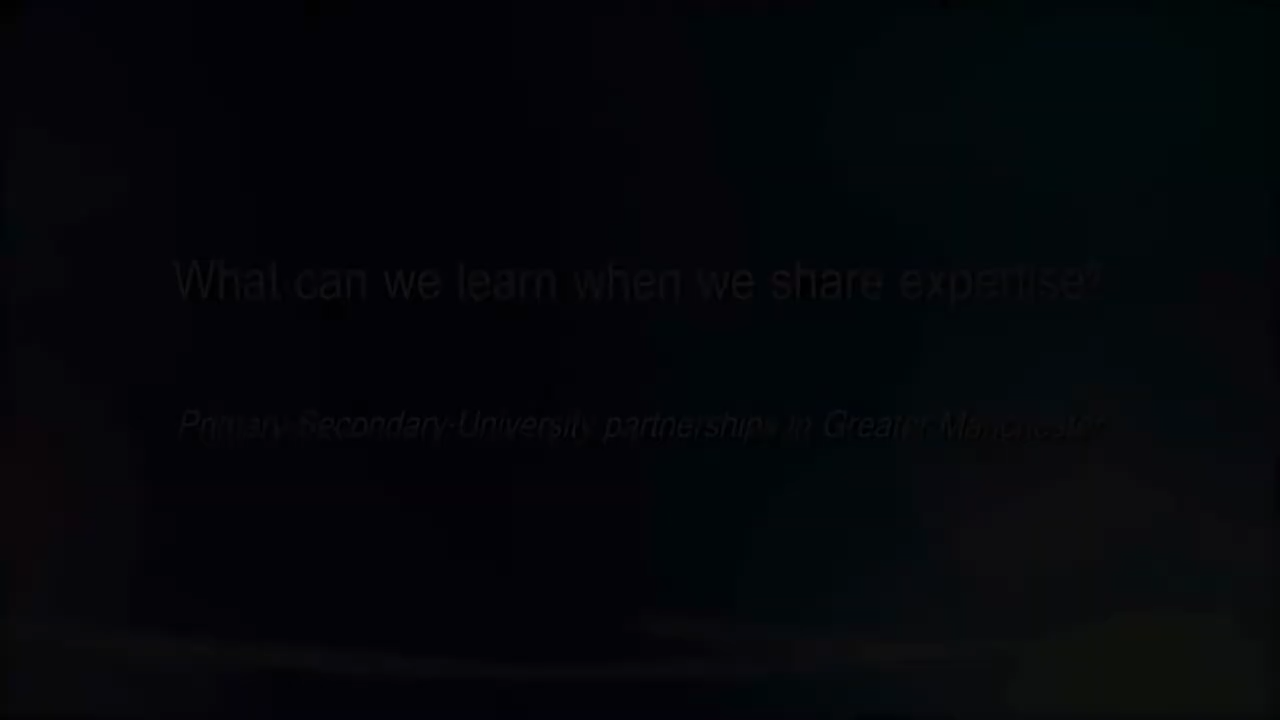 What can we learn when we share expertise?
Primary-Secondary-University partnerships in Greater Manchester